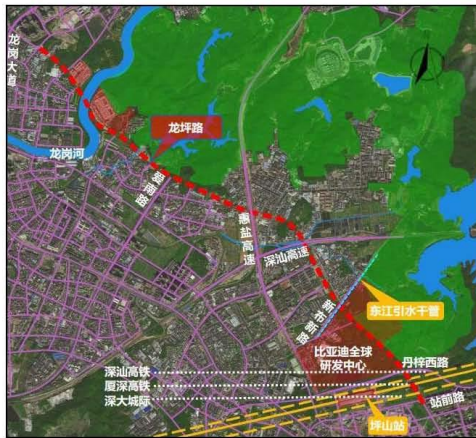 龙岗大道
龙坪路
龙岗河
爱南路
惠盐高速
深汕高速
新布新路
东江引水干管
比亚迪全球
研发中心
丹梓西路
深汕高铁
厦深高铁
深大城际
站前路
坪山站